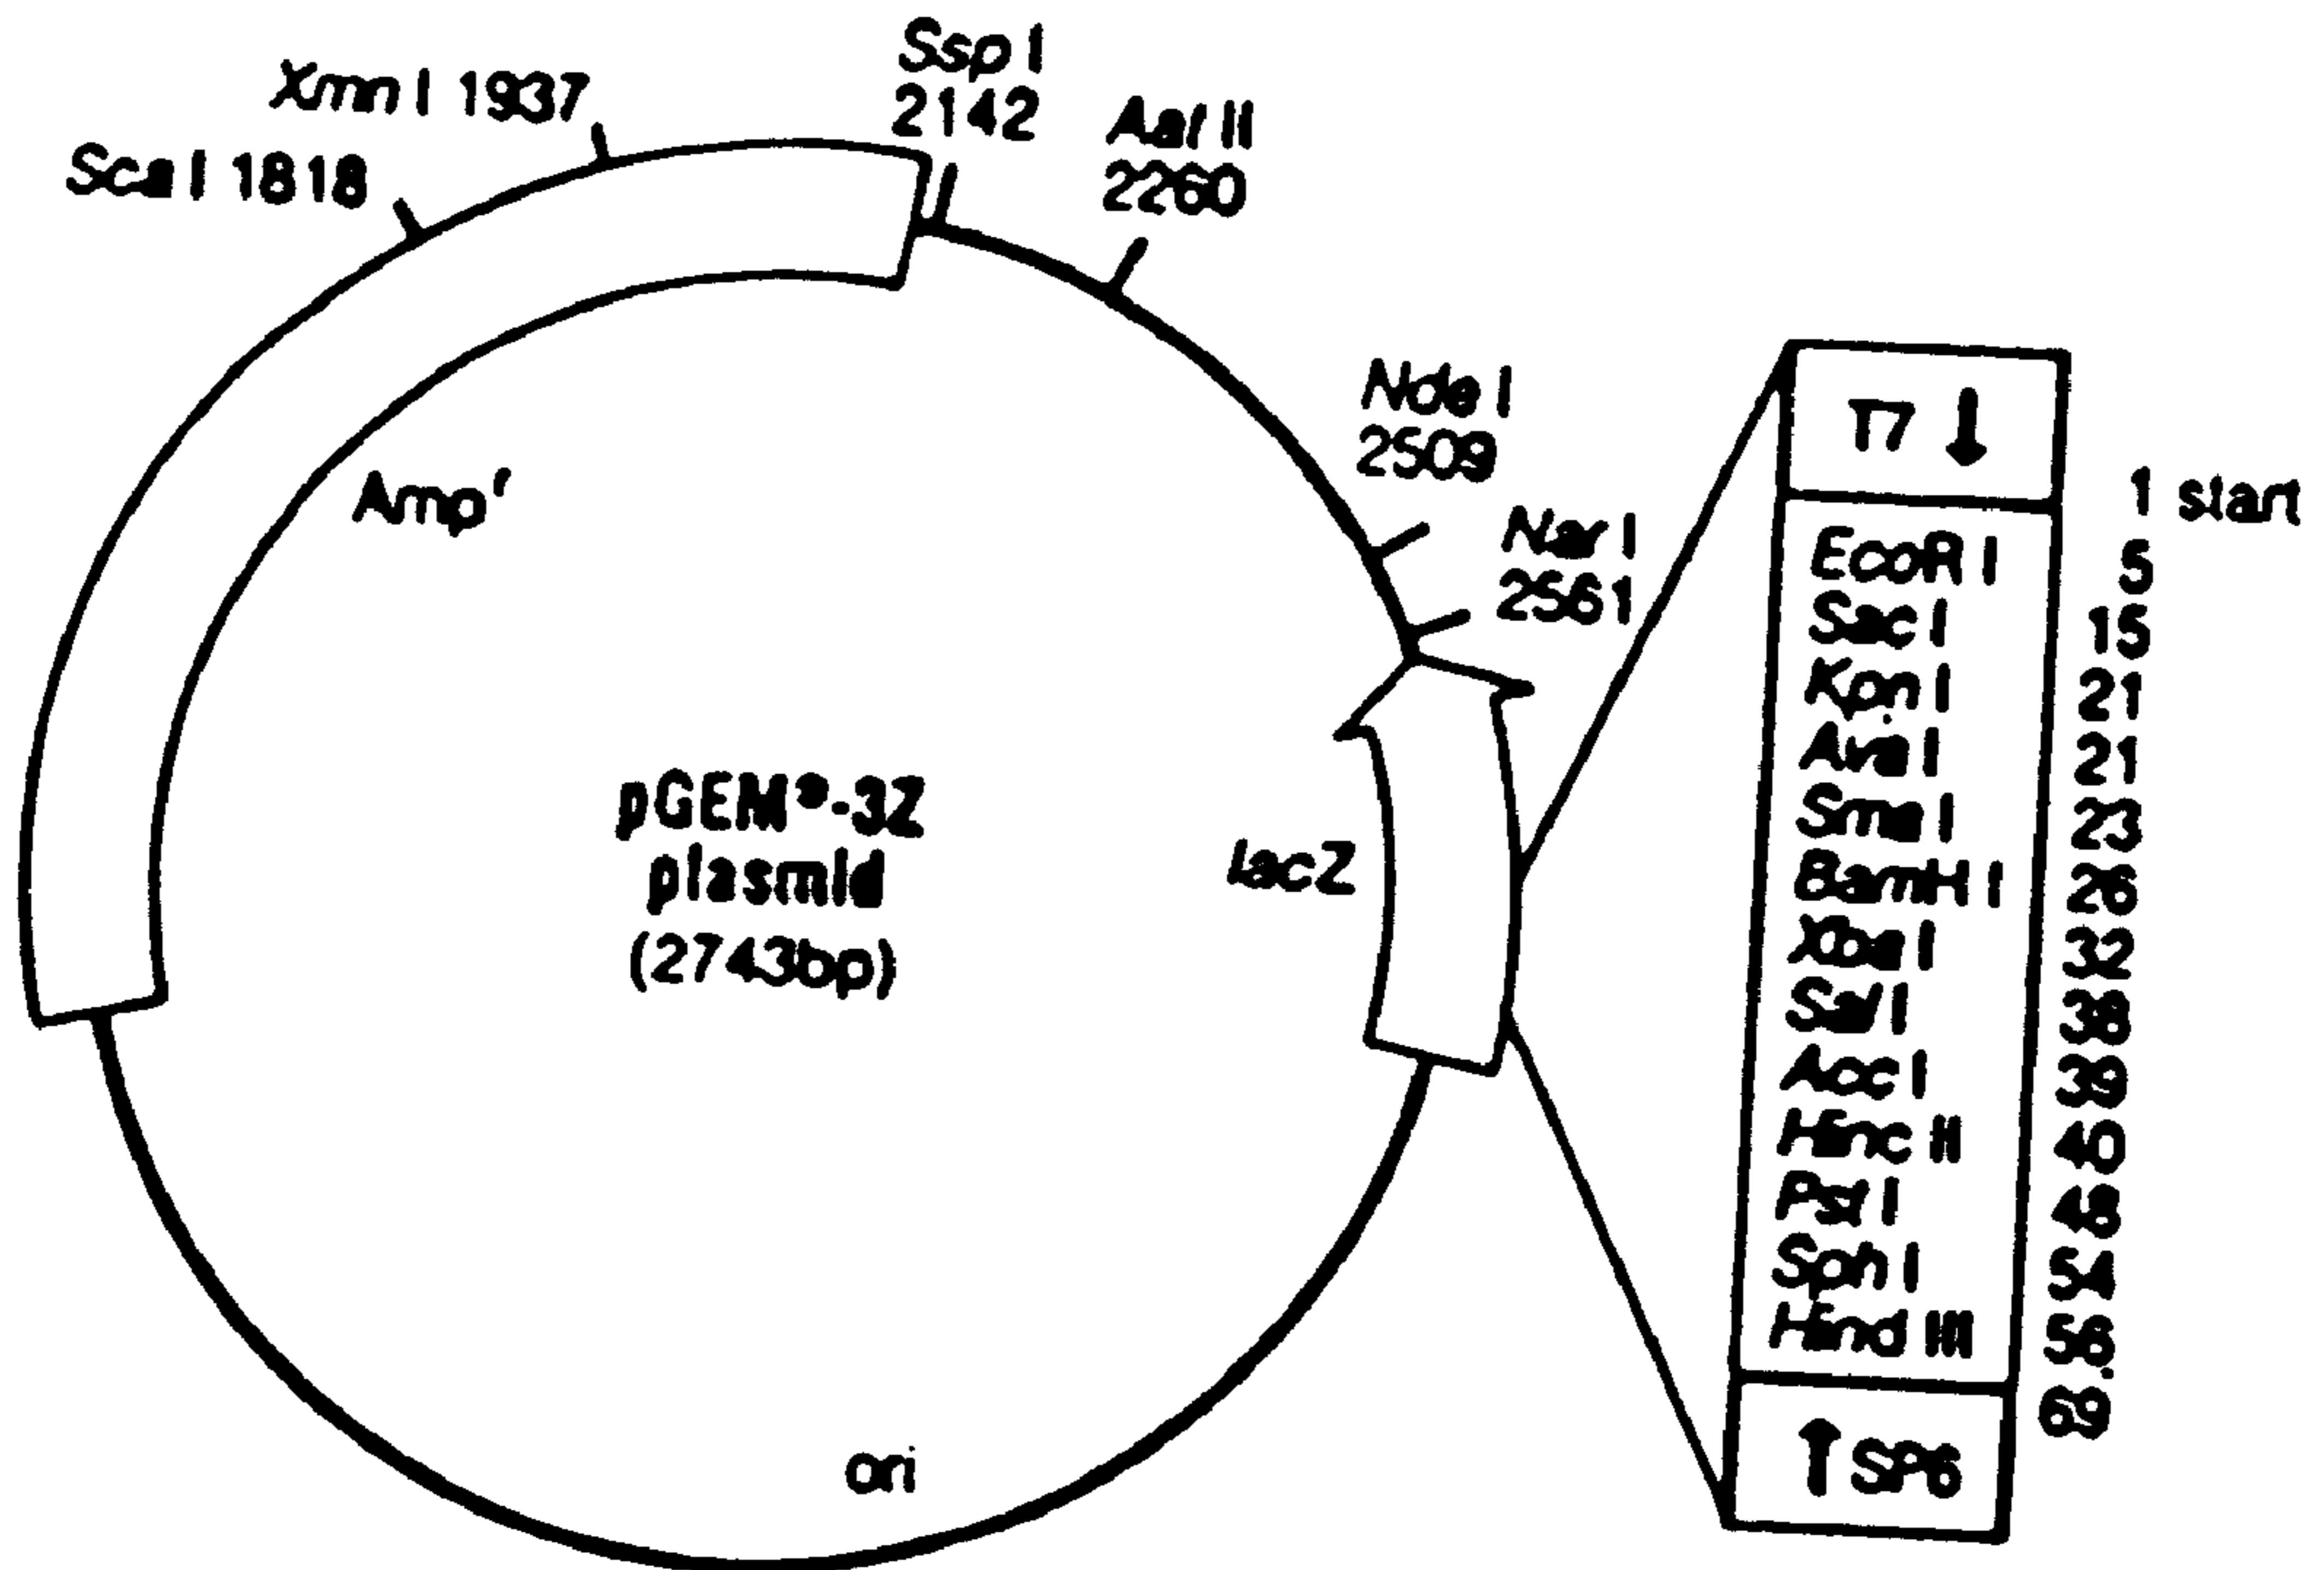 Ssp I
2142
Xmn I 1937
Aat II
2260
Sca I 1818
Nde I
2509
Nar I
2561
Amp r
pGEM®-3Z
plasmid
(2743bp)
lacZ
ori
T7 ↓
1 start
EcoR I 5
Sac I 15
Kpn I 21
Ava I 21
Sma I 23
BamH I 26
Xba I 32
Sal I 38
Acc I 39
Hinc II 40
Pst I 48
Sph I 54
Hind III 56
69
↑ SP6